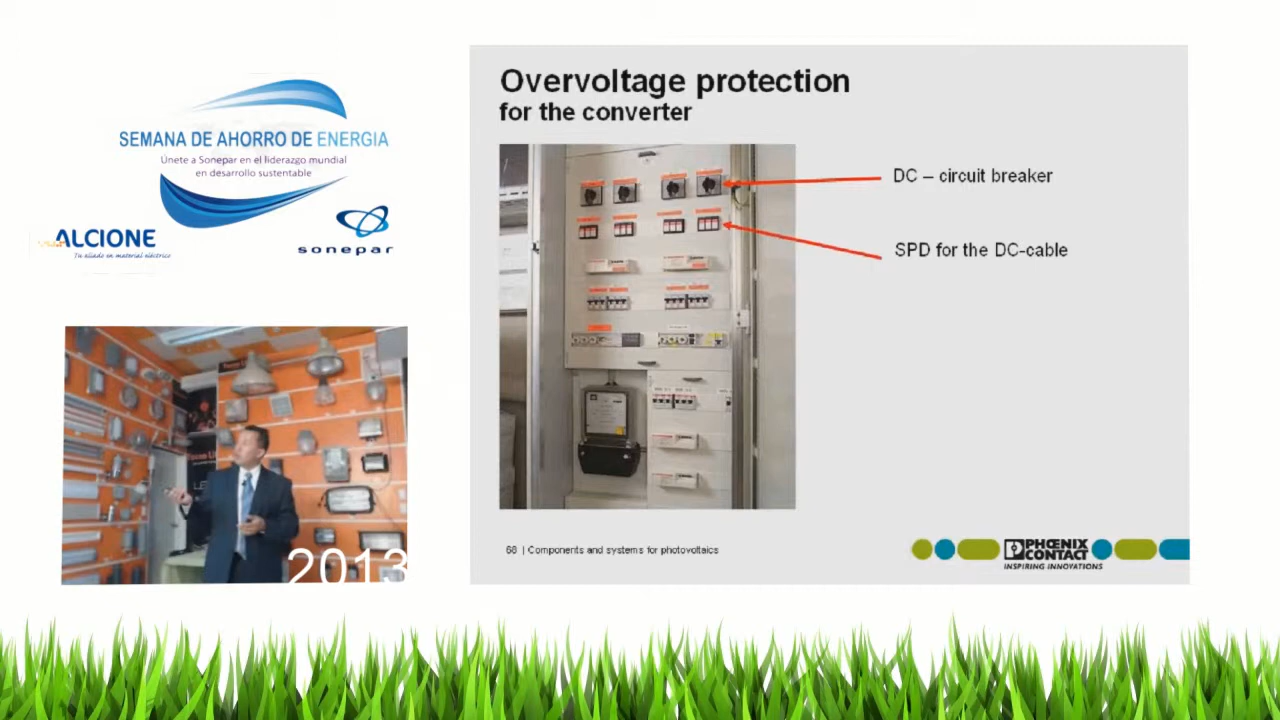 SEMANA DE AHORRO DE ENERGIA
Únete a Sonepar en el liderazgo mundial
en desarrollo sustentable
ALCIONE
Tu aliado en material eléctrico
sonepar
2013
Overvoltage protection
for the converter
DC – circuit breaker
SPD for the DC-cable
68 | Components and systems for photovoltaics
PHŒNIX
CONTACT
INSPIRING INNOVATIONS